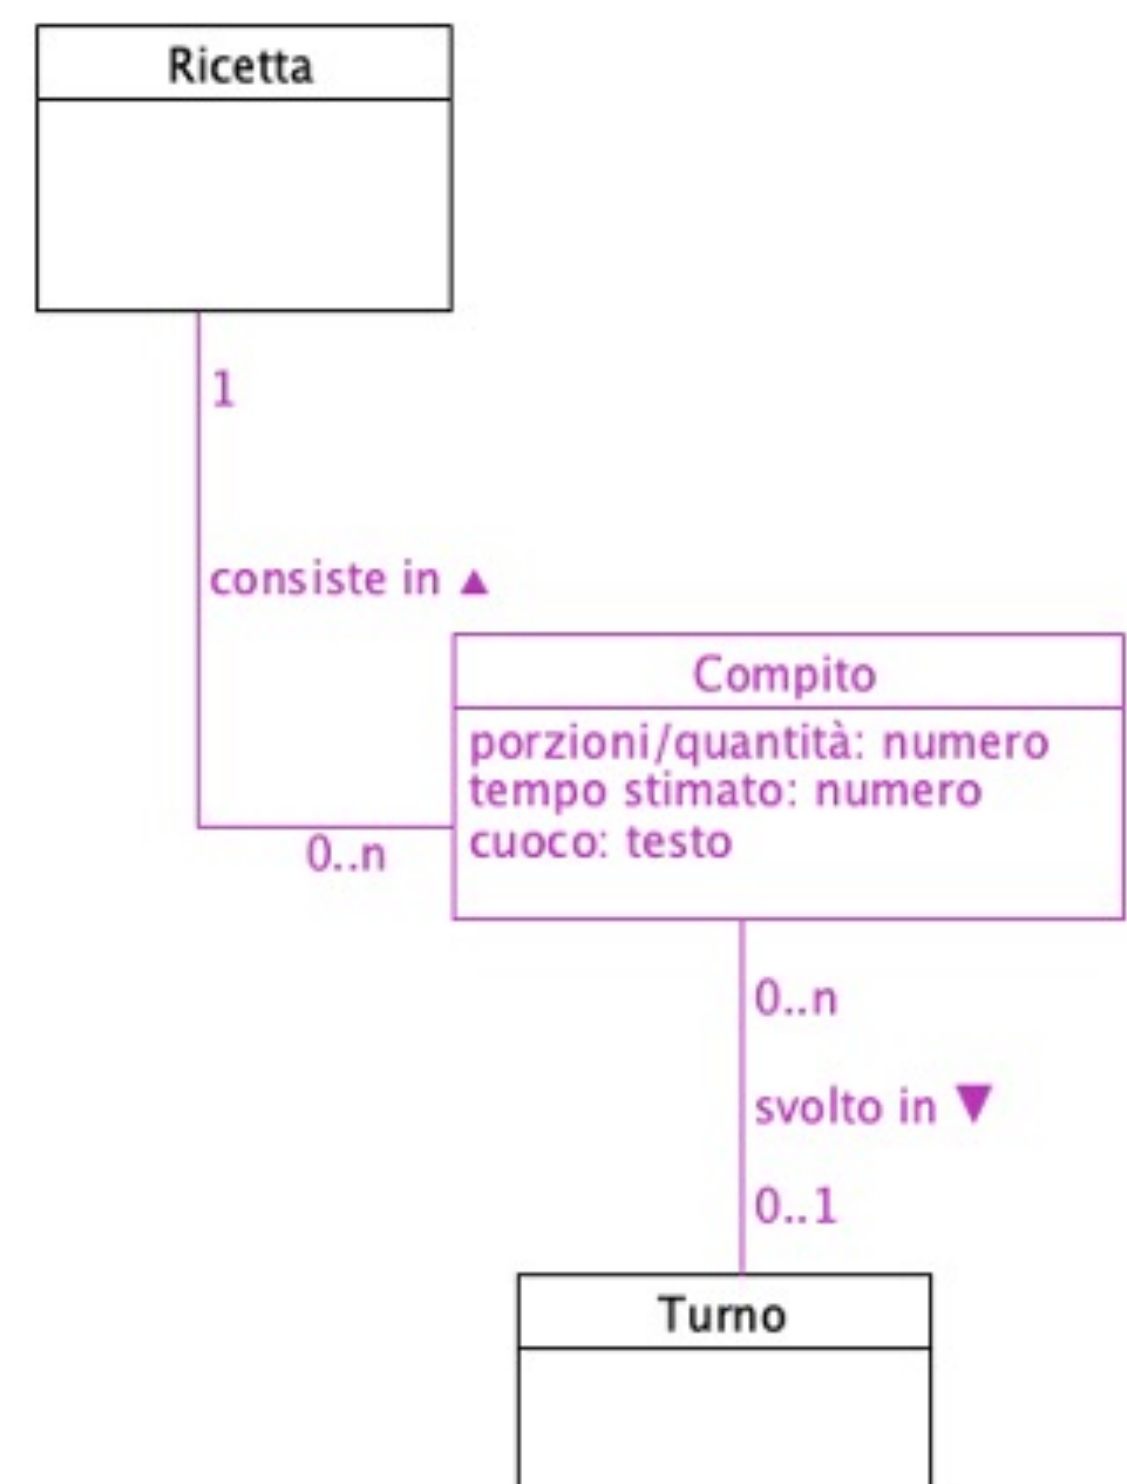 Ricetta
1
consiste in ▲
Compito
porzioni/quantità: numero
tempo stimato: numero
cuoco: testo
0..n
0..n
svolto in ▼
0..1
Turno